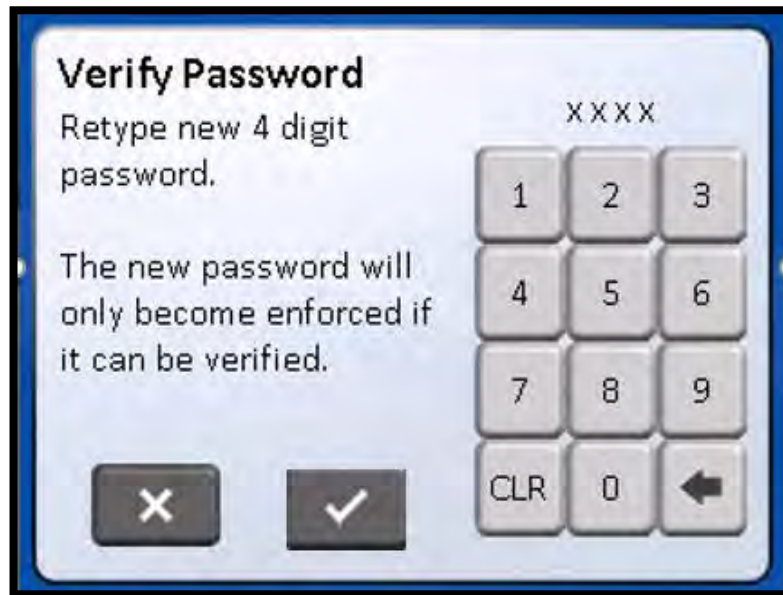 Verify Password
Retype new 4 digit
password.
The new password will
only become enforced if
it can be verified.
xxxx
1 2 3
4 5 6
7 8 9
CLR 0